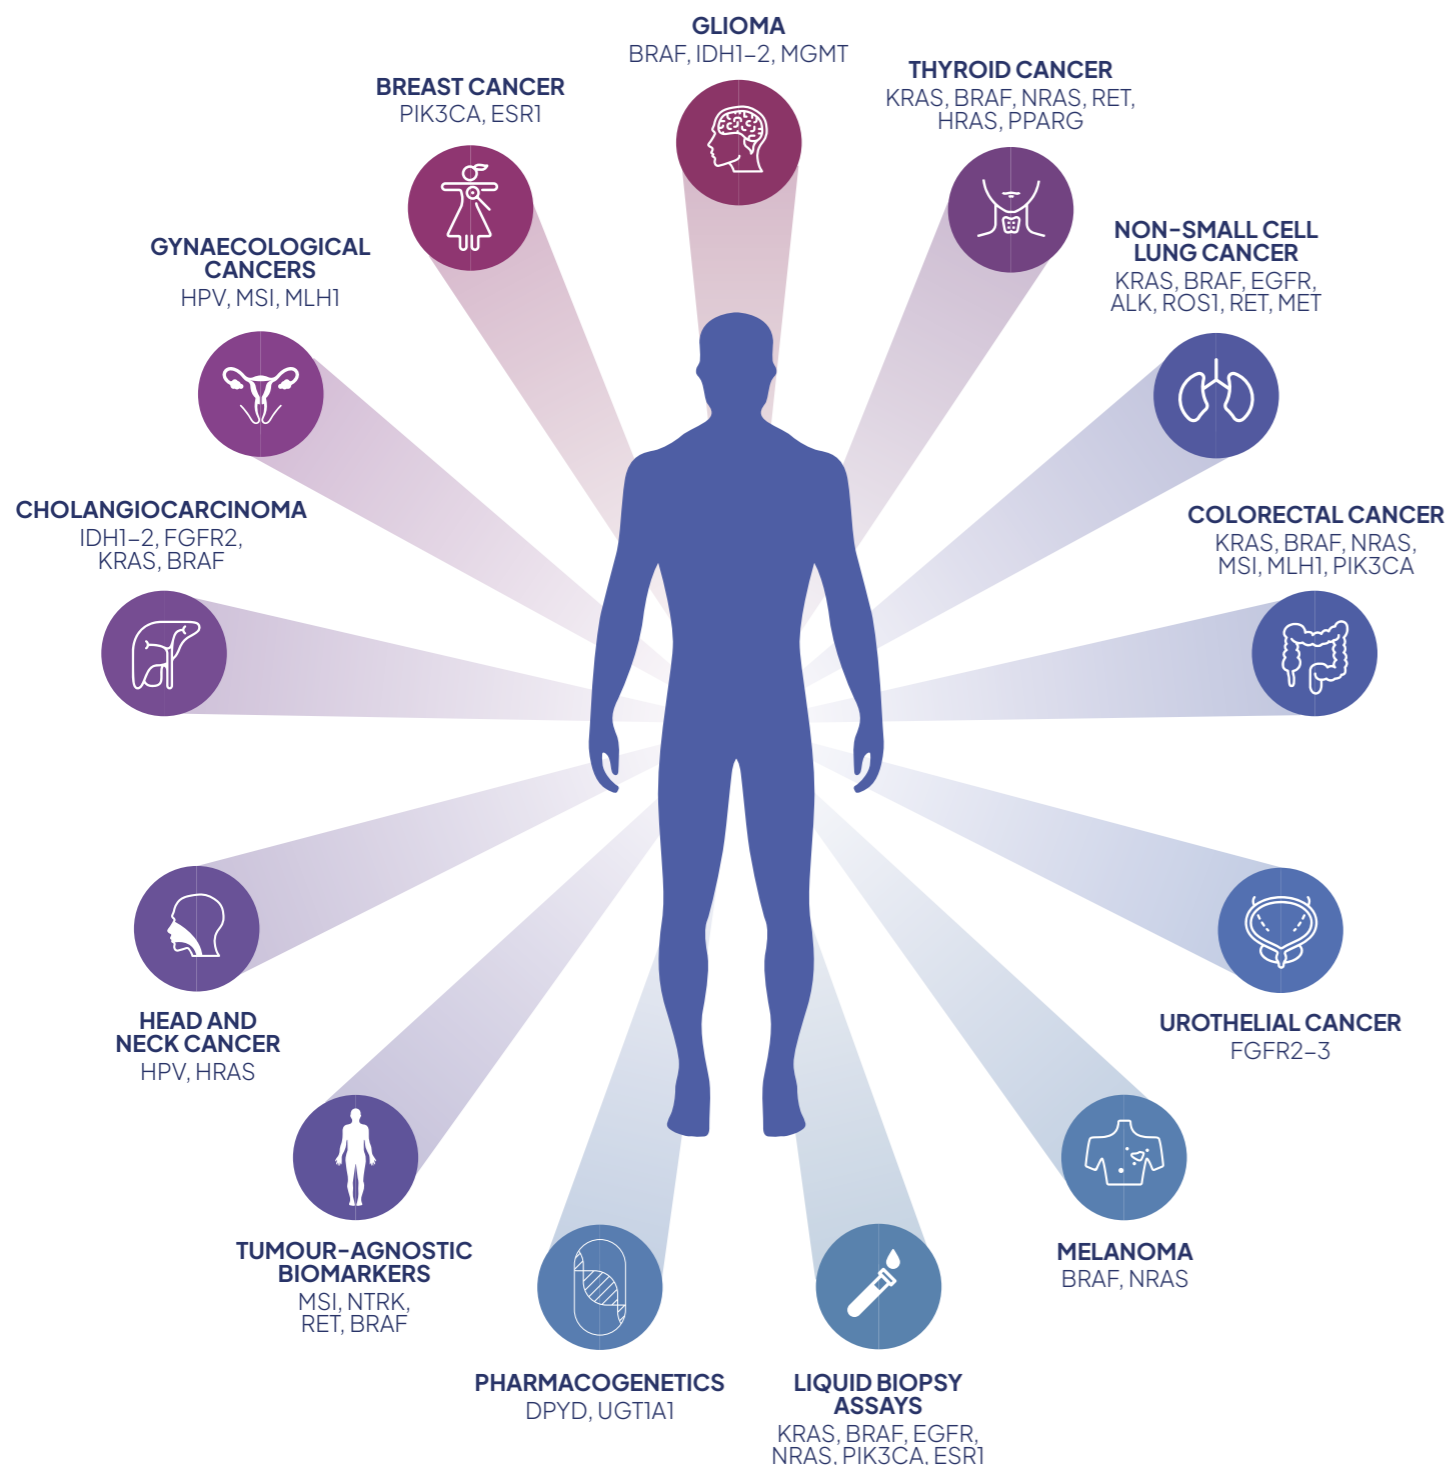 GLIOMA
BRAF, IDH1–2, MGMT
THYROID CANCER
KRAS, BRAF, NRAS, RET,
HRAS, PPARG
BREAST CANCER
PIK3CA, ESR1
NON-SMALL CELL
LUNG CANCER
KRAS, BRAF, EGFR,
ALK, ROS1, RET, MET
GYNAECOLOGICAL
CANCERS
HPV, MSI, MLH1
CHOLANGIOCARCINOMA
IDH1–2, FGFR2,
KRAS, BRAF
COLORECTAL CANCER
KRAS, BRAF, NRAS,
MSI, MLH1, PIK3CA
HEAD AND
NECK CANCER
HPV, HRAS
UROTHELIAL CANCER
FGFR2–3
TUMOUR-AGNOSTIC
BIOMARKERS
MSI, NTRK,
RET, BRAF
MELANOMA
BRAF, NRAS
PHARMACOGENETICS
DPYD, UGT1A1
LIQUID BIOPSY
ASSAYS
KRAS, BRAF, EGFR,
NRAS, PIK3CA, ESR1